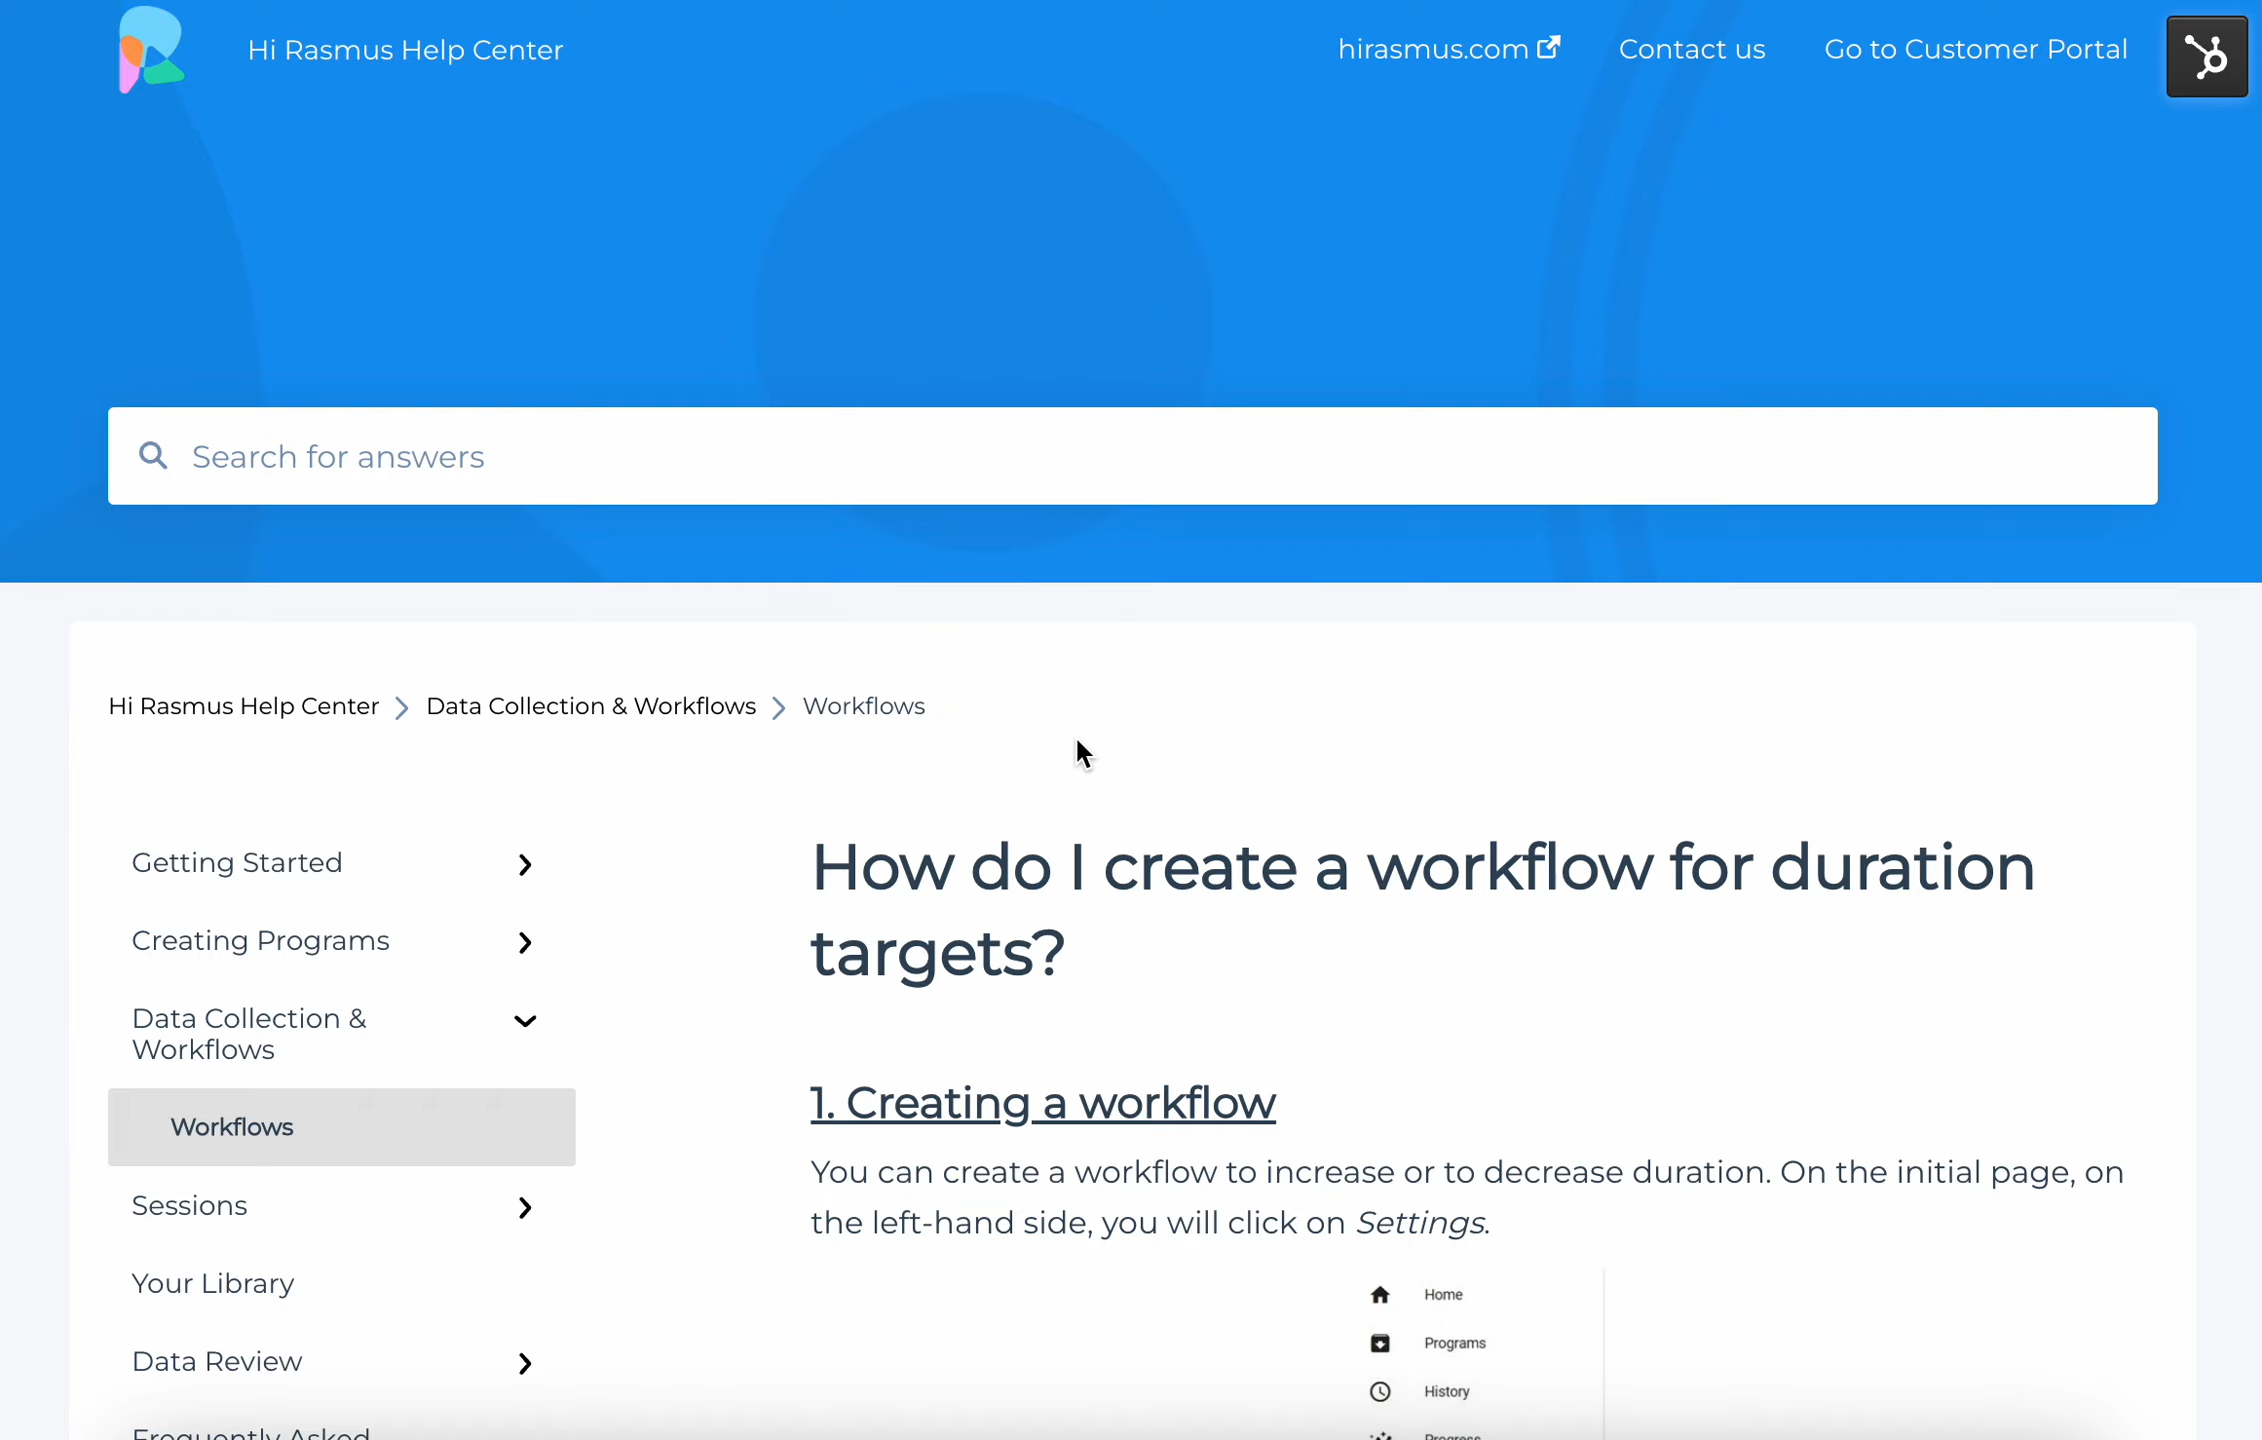 Hi Rasmus Help Center
hirasmus.com
Contact us
Go to Customer Portal
Search for answers
Hi Rasmus Help Center
Data Collection & Workflows
Workflows
Getting Started
Creating Programs
Data Collection &
Workflows
Workflows
Sessions
Your Library
Data Review
Frequently Asked
How do I create a workflow for duration
targets?
1. Creating a workflow
You can create a workflow to increase or to decrease duration. On the initial page, on
the left-hand side, you will click on Settings.
Home
Programs
History
Progress